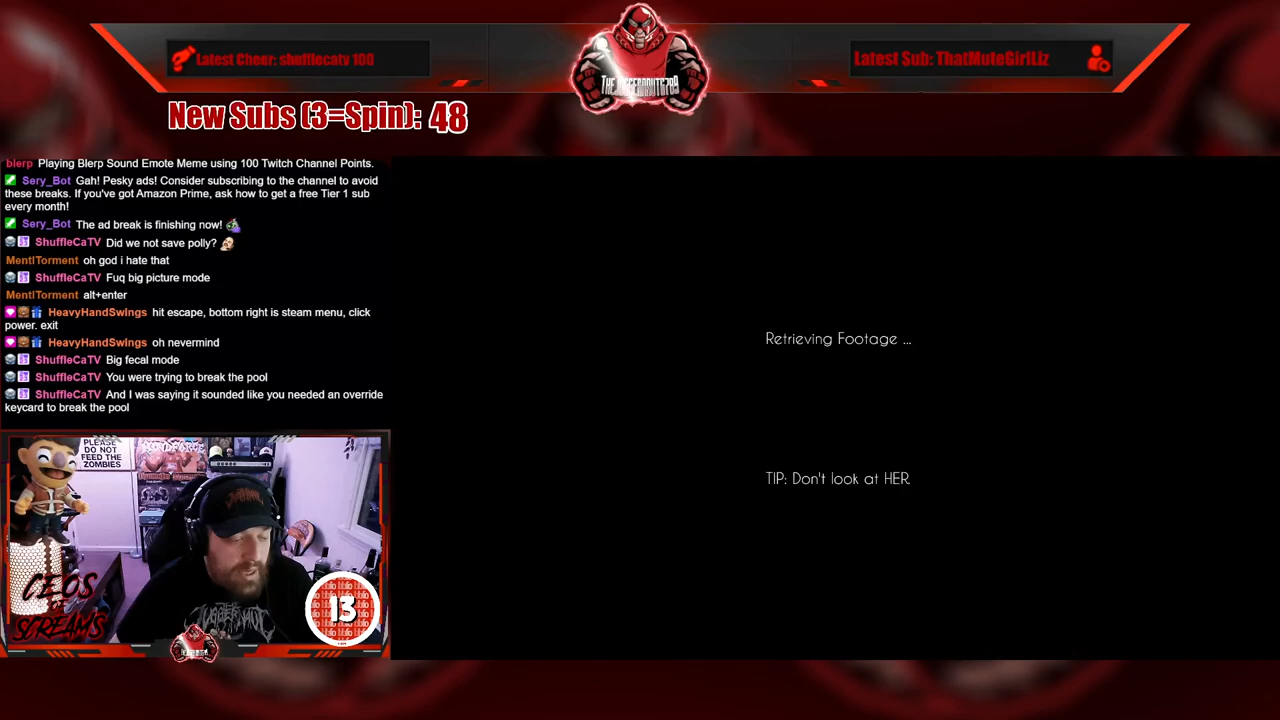 Latest Cheer: shufflecatv 100
THEJUGGERNAUT6789
Latest Sub: ThatMuteGirlLiz
New Subs (3=Spin): 48
blerp Playing Blerp Sound Emote Meme using 100 Twitch Channel Points.
Sery_Bot Gah! Pesky ads! Consider subscribing to the channel to avoid
these breaks. If you've got Amazon Prime, ask how to get a free Tier 1 sub
every month!
Sery_Bot The ad break is finishing now!
ShuffleCaTV Did we not save polly?
MentlTorment oh god i hate that
ShuffleCaTV Fuq big picture mode
MentlTorment alt+enter
HeavyHandSwings hit escape, bottom right is steam menu, click
power. exit
HeavyHandSwings oh nevermind
ShuffleCaTV Big fecal mode
ShuffleCaTV You were trying to break the pool
ShuffleCaTV And I was saying it sounded like you needed an override
keycard to break the pool
Retrieving Footage ...
TIP: Don't look at HER.
PLEASE
DO NOT
FEED THE
ZOMBIES
CEOS
OF
SCREAMS
THE
JUGGERNAUT
13